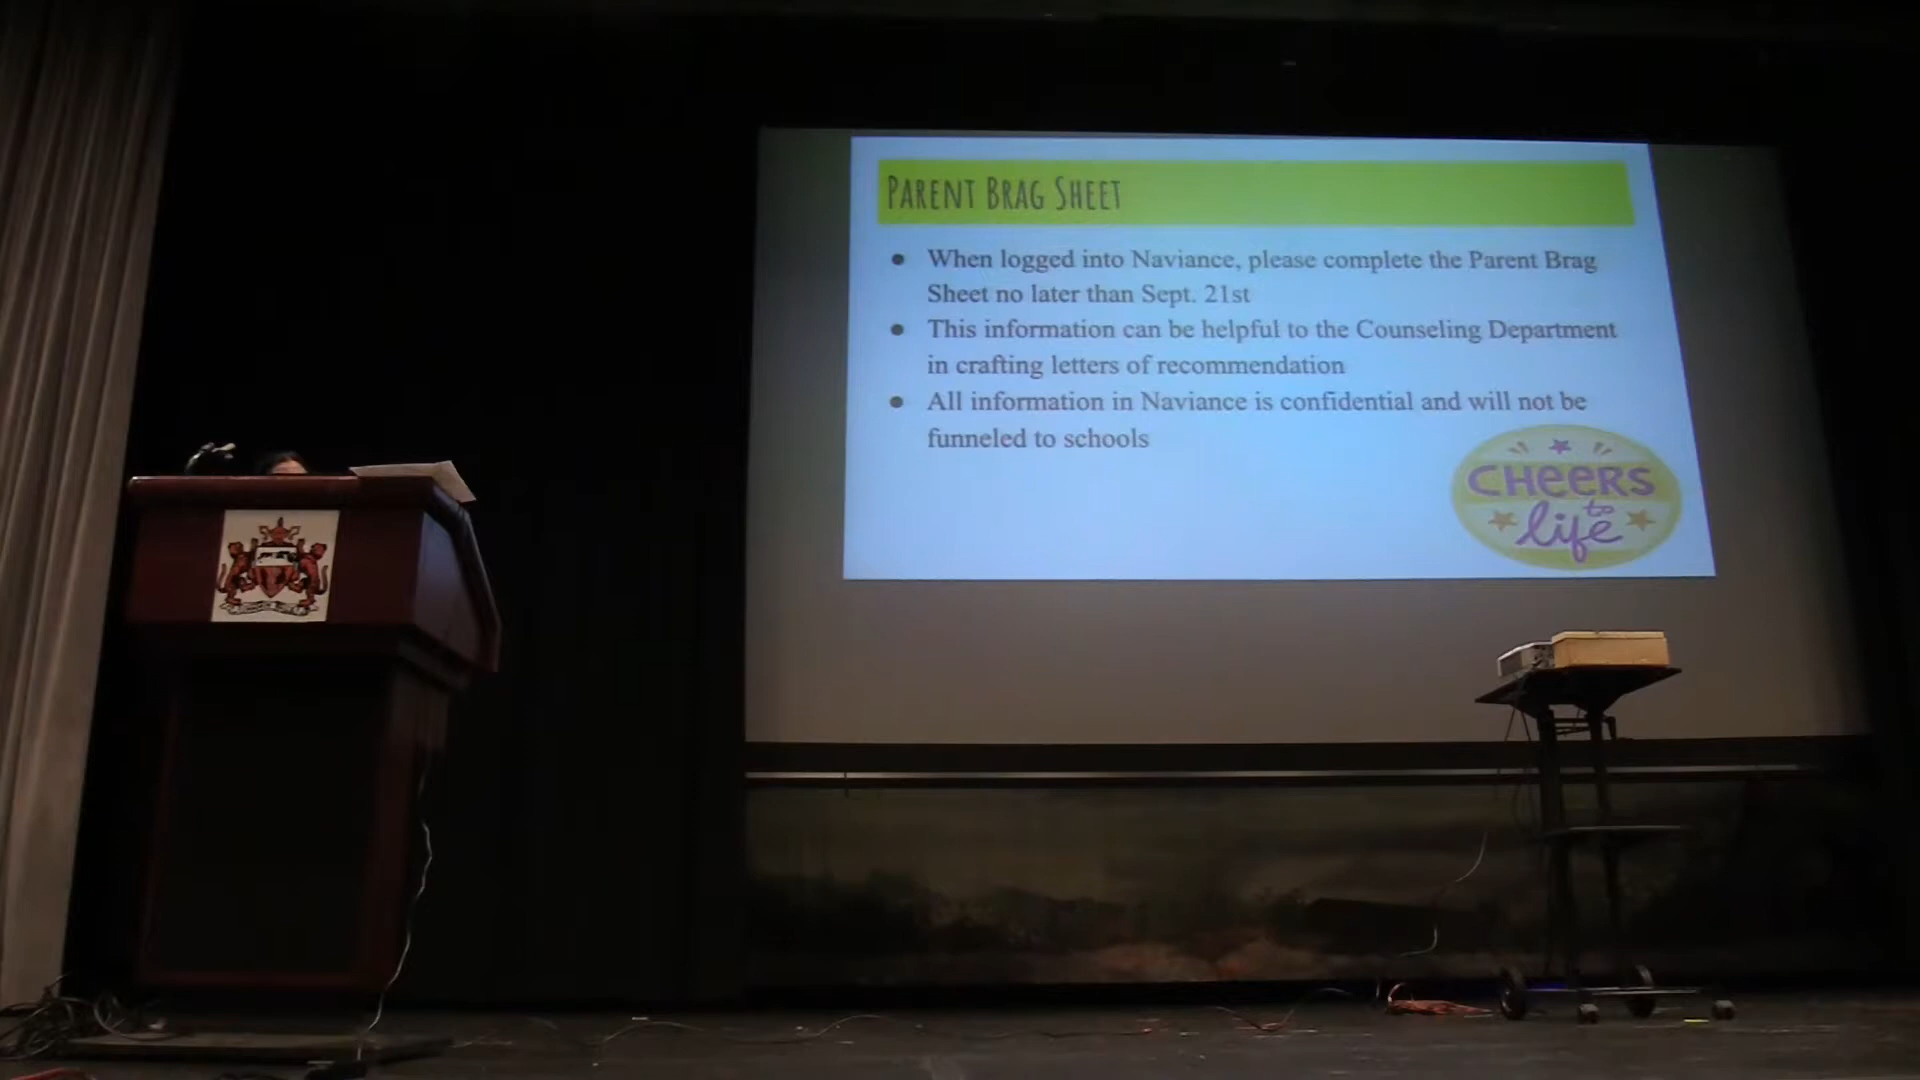 PARENT BRAG SHEET
● When logged into Naviance, please complete the Parent Brag
Sheet no later than Sept. 21st
● This information can be helpful to the Counseling Department
in crafting letters of recommendation
● All information in Naviance is confidential and will not be
funneled to schools
CHeeRS
to
life